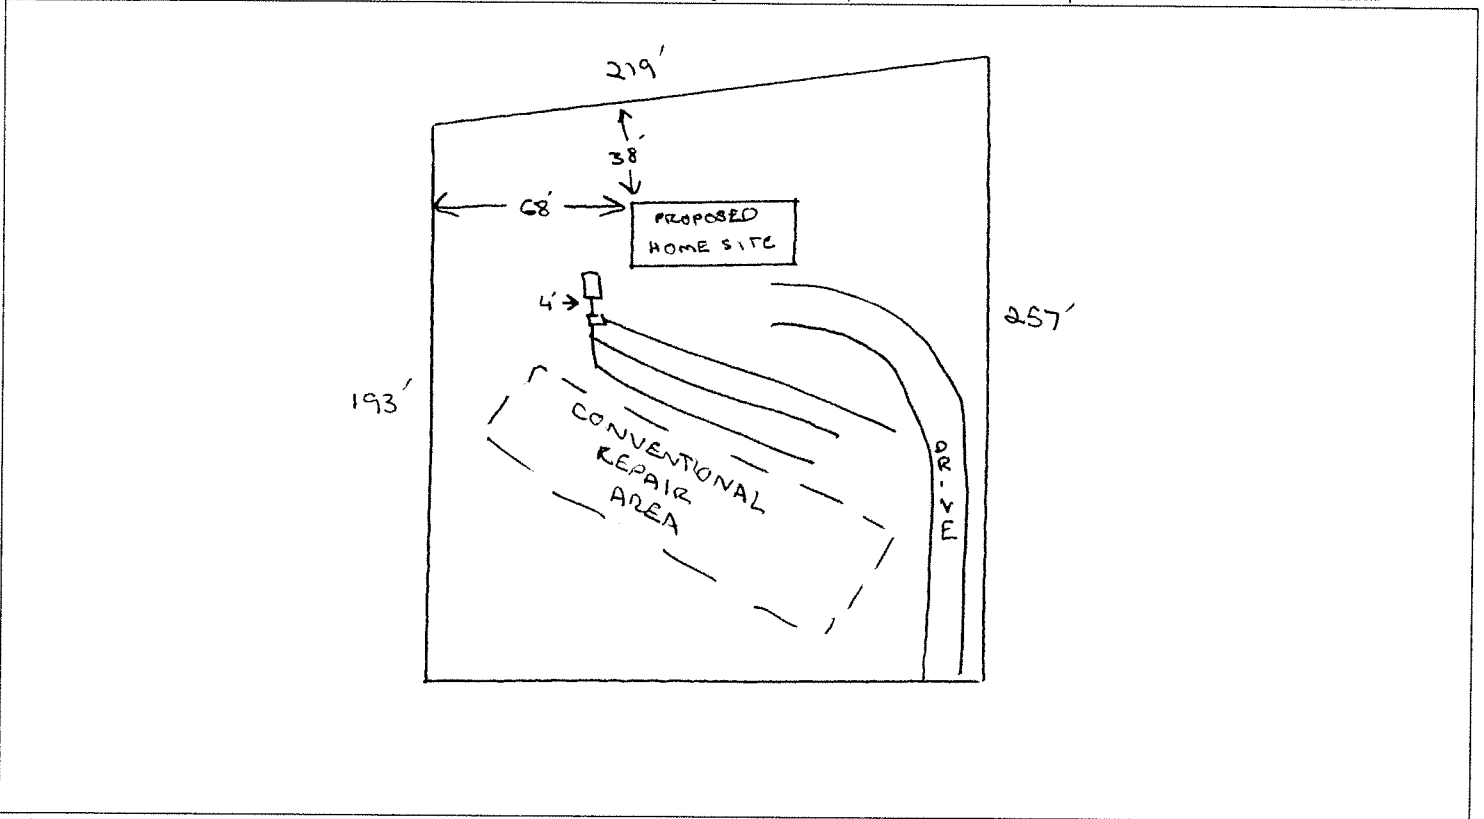 219'
38'
68'
PROPOSED
HOME SITE
4'
257'
193'
CONVENTIONAL
REPAIR
AREA
DRIVE